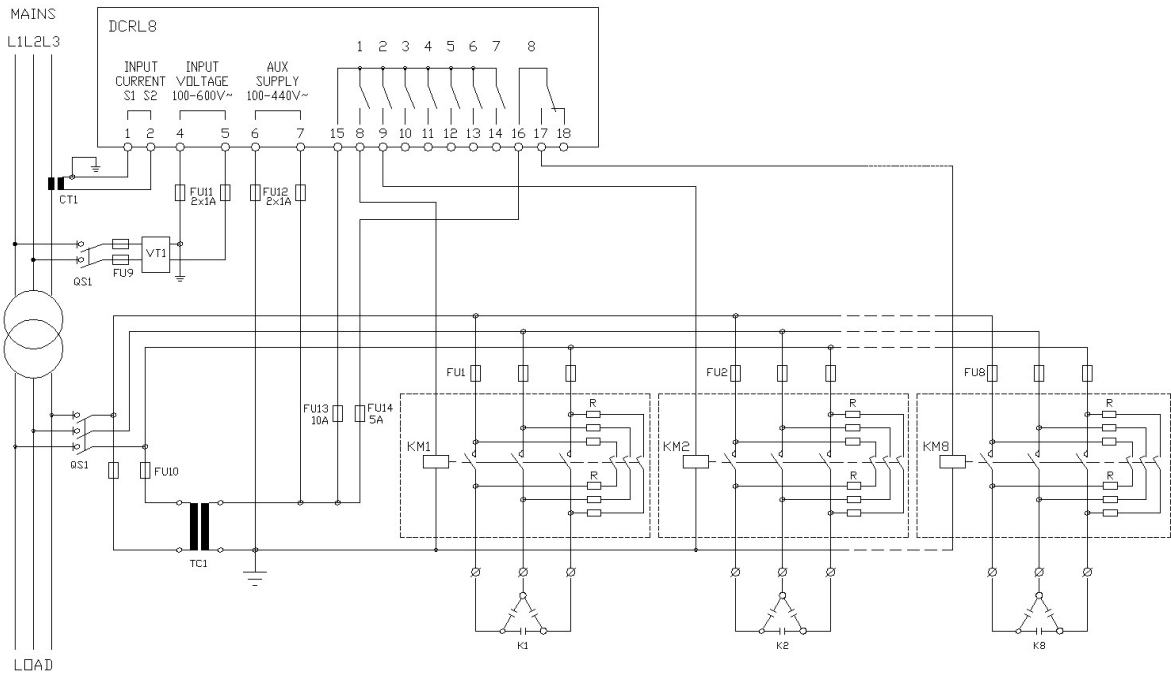 MAINS
L1L2L3
DCRL8
1 2 3 4 5 6 7 8
INPUT INPUT AUX
CURRENT VOLTAGE SUPPLY
S1 S2 100-600V~ 100-440V~
1 2 4 5 6 7 15 8 9 10 11 12 13 14 16 17 18
CT1
FU11
2x1A
FU12
2x1A
VT1
FU9
QS1
FU1 FU2 FU8
R R R
FU13
10A
FU14
5A
KM1 KM2 KM8
QS1
FU10
R R R
TC1
K1 K2 K8
LOAD